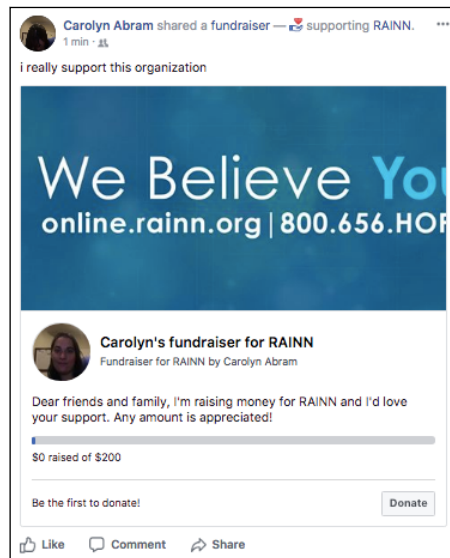 Carolyn Abram shared a fundraiser — supporting RAINN.
1 min ·
i really support this organization
We Believe You
online.rainn.org | 800.656.HOP
Carolyn's fundraiser for RAINN
Fundraiser for RAINN by Carolyn Abram
Dear friends and family, I'm raising money for RAINN and I'd love
your support. Any amount is appreciated!
$0 raised of $200
Be the first to donate!
Donate
Like Comment Share